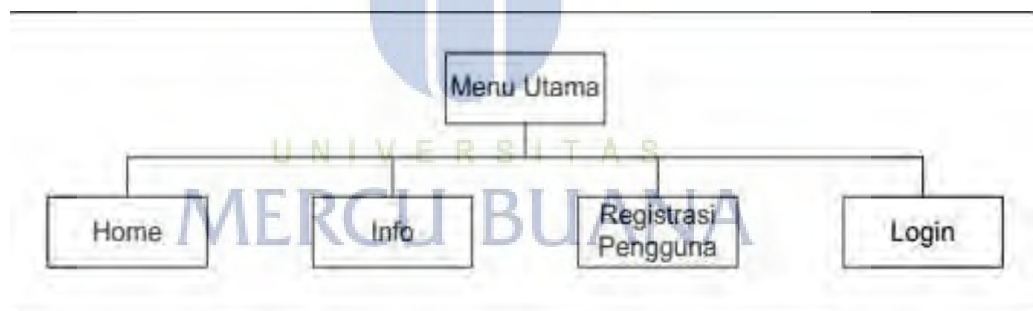 Menu Utama
UNIVERSITAS
MERCU BUANA
Home
Info
Registrasi
Pengguna
Login